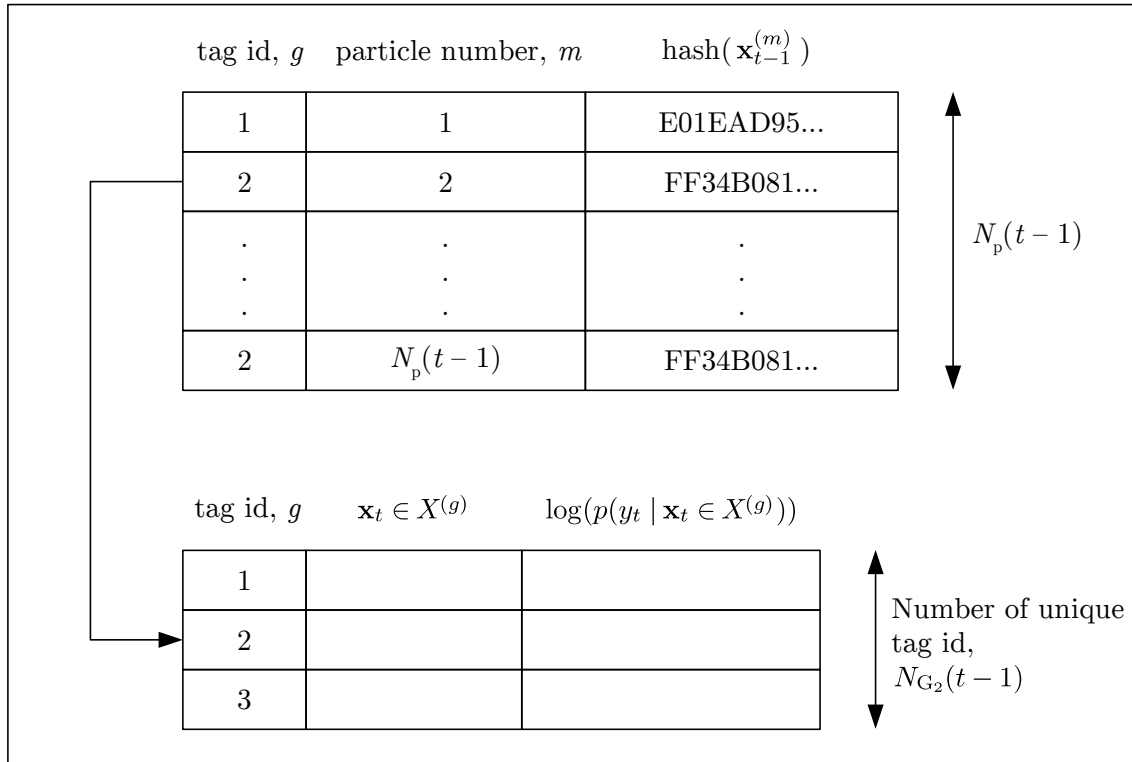 tag id, g particle number, m hash( x_{t-1}^{(m)} )
1 1 E01EAD95...
2 2 FF34B081...
. . .
. . .
. . .
2 N_p(t − 1) FF34B081...
N_p(t − 1)
tag id, g x_t ∈ X^{(g)} log(p(y_t | x_t ∈ X^{(g)}))
1
2
3
Number of unique
tag id,
N_{G_2}(t − 1)